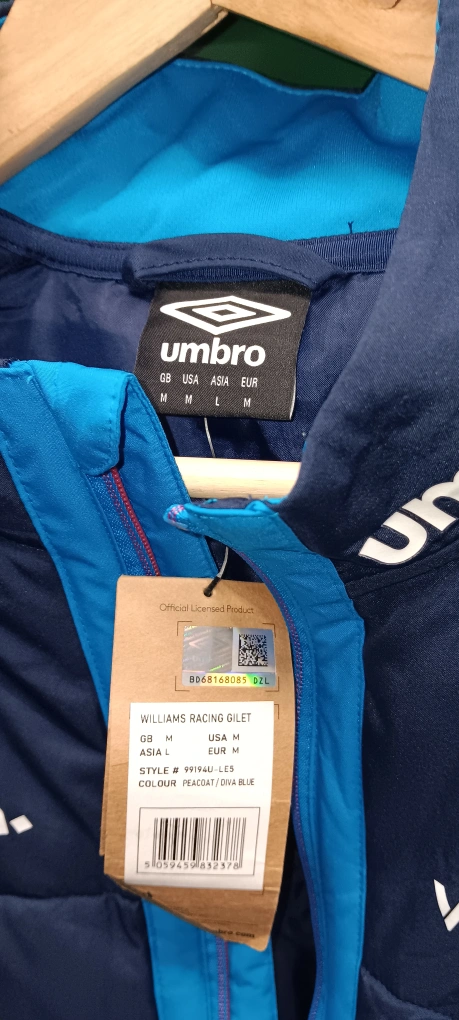 umbro
GB USA ASIA EUR
M M L M
um
Official Licensed Product
BD68168085 DZL
WILLIAMS RACING GILET
GB M USA M
ASIA L EUR M
STYLE # 99194U-LE5
COLOUR PEACOAT/DIVA BLUE
5 059459 832378